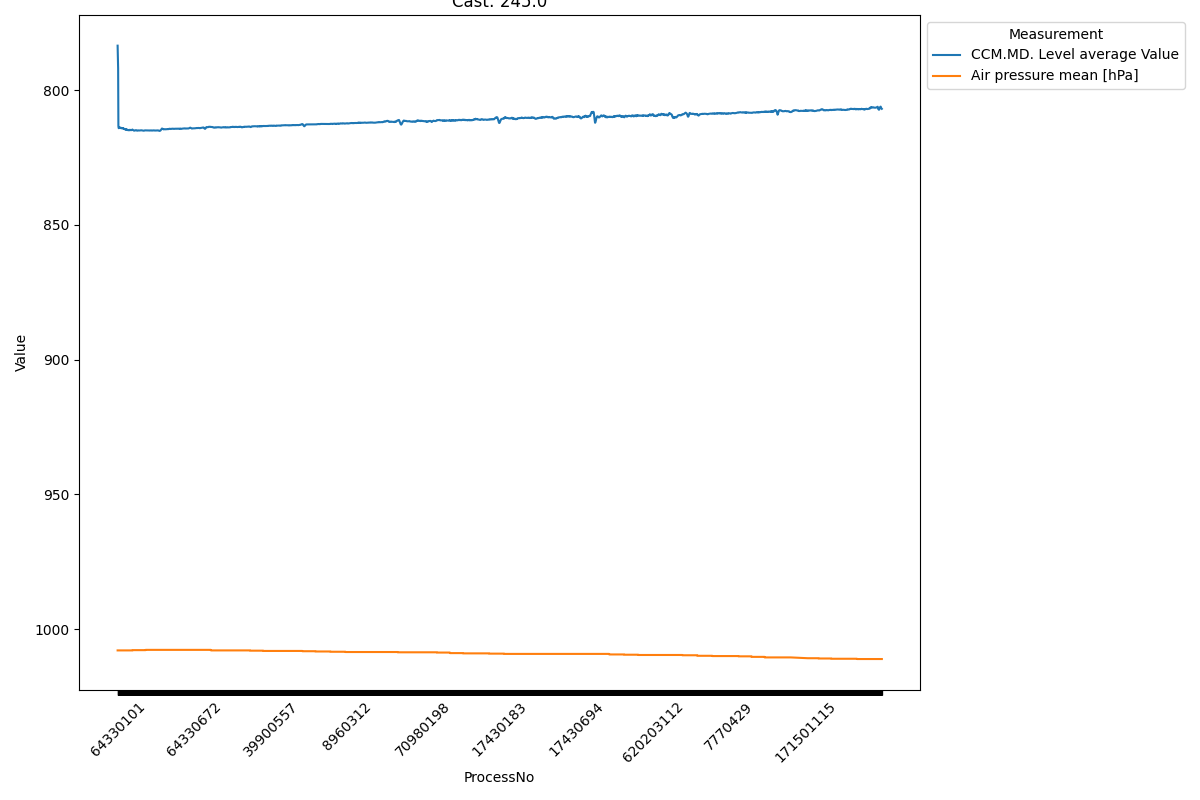 Cast: 245.0
Measurement
CCM.MD. Level average Value
Air pressure mean [hPa]
800
850
900
950
1000
Value
64330101
64330672
39900557
8960312
70980198
17430183
17430694
620203112
7770429
171501115
ProcessNo